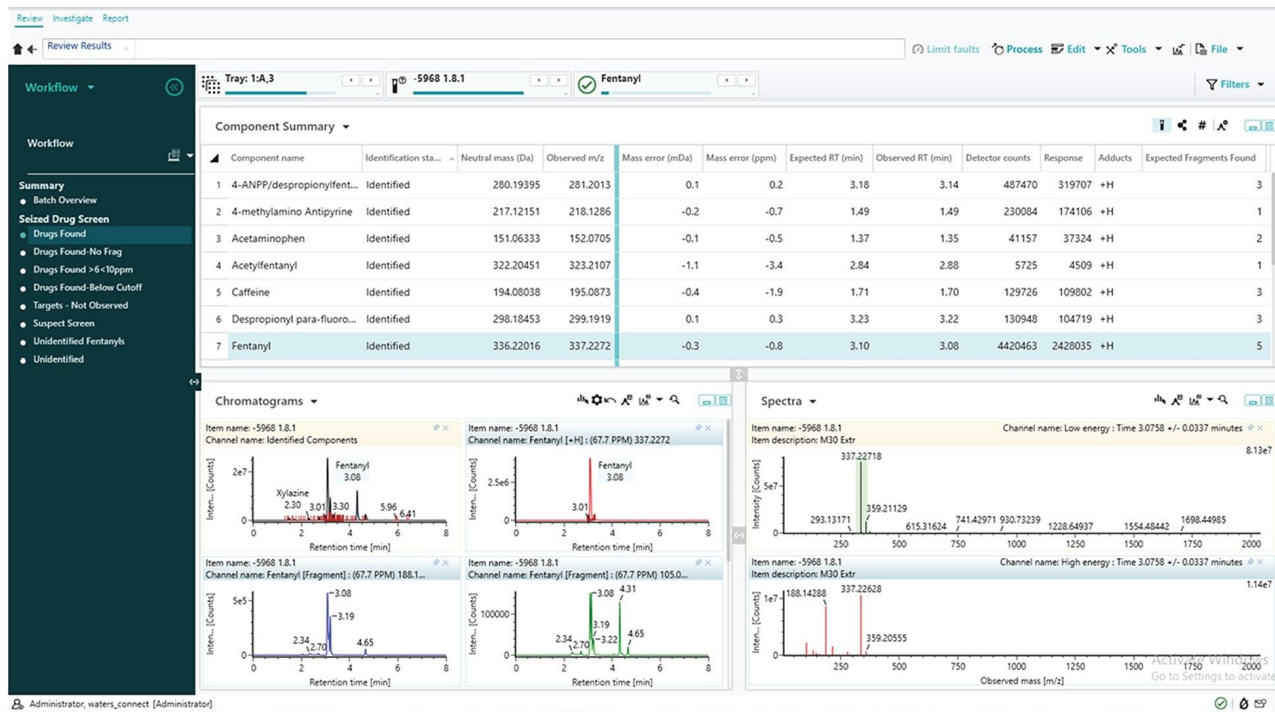 Review Investigate Report
Review Results
Limit faults Process Edit Tools File
Workflow
Tray: 1:A,3
-5968 1.8.1
Fentanyl
Filters
Workflow
Summary
Batch Overview
Seized Drug Screen
Drugs Found
Drugs Found-No Frag
Drugs Found >6<10ppm
Drugs Found-Below Cutoff
Targets - Not Observed
Suspect Screen
Unidentified Fentanyls
Unidentified
Component Summary
Component name Identification sta... Neutral mass (Da) Observed m/z Mass error (mDa) Mass error (ppm) Expected RT (min) Observed RT (min) Detector counts Response Adducts Expected Fragments Found
1 4-ANPP/despropionylfent... Identified 280.19395 281.2013 0.1 0.2 3.18 3.14 487470 319707 +H 3
2 4-methylamino Antipyrine Identified 217.12151 218.1286 -0.2 -0.7 1.49 1.49 230084 174106 +H 1
3 Acetaminophen Identified 151.06333 152.0705 -0.1 -0.5 1.37 1.35 41157 37324 +H 2
4 Acetylfentanyl Identified 322.20451 323.2107 -1.1 -3.4 2.84 2.88 5725 4509 +H 1
5 Caffeine Identified 194.08038 195.0873 -0.4 -1.9 1.71 1.70 129726 109802 +H 3
6 Despropionyl para-fluoro... Identified 298.18453 299.1919 0.1 0.3 3.23 3.22 130948 104719 +H 3
7 Fentanyl Identified 336.22016 337.2272 -0.3 -0.8 3.10 3.08 4420463 2428035 +H 5
Chromatograms
Item name: -5968 1.8.1
Channel name: Identified Components
Inten... [Counts]
2e7
0
Fentanyl
3.08
Xylazine
2.30 3.01 3.30 5.96 6.41
0 2 4 6 8
Retention time [min]
Item name: -5968 1.8.1
Channel name: Fentanyl [+H] : (67.7 PPM) 337.2272
Inten... [Counts]
2.5e6
0
Fentanyl
3.08
3.01
0 2 4 6 8
Retention time [min]
Item name: -5968 1.8.1
Channel name: Fentanyl [Fragment] : (67.7 PPM) 188.1...
Inten... [Counts]
5e5
0
3.08
3.19
2.34 2.70 4.65
0 2 4 6 8
Retention time [min]
Item name: -5968 1.8.1
Channel name: Fentanyl [Fragment] : (67.7 PPM) 105.0...
Inten... [Counts]
100000
0
3.08 4.31
3.19
2.34 2.70 3.22 4.65
0 2 4 6 8
Retention time [min]
Spectra
Item name: -5968 1.8.1 Channel name: Low energy : Time 3.0758 +/- 0.0337 minutes
Item description: M30 Extr
8.13e7
Intensity [Counts]
5e7
0
337.22718
359.21129
293.13171 615.31624 741.42971 930.73239 1228.64937 1554.48442 1698.44985
250 500 750 1000 1250 1500 1750 2000
Item name: -5968 1.8.1 Channel name: High energy : Time 3.0758 +/- 0.0337 minutes
Item description: M30 Extr
1.14e7
Inten... [Counts]
1e7
0
188.14288 337.22628
359.20555
250 500 750 1000 1250 1500 1750 2000
Observed mass [m/z]
Activate Windows
Go to Settings to activate
Administrator, waters_connect [Administrator]